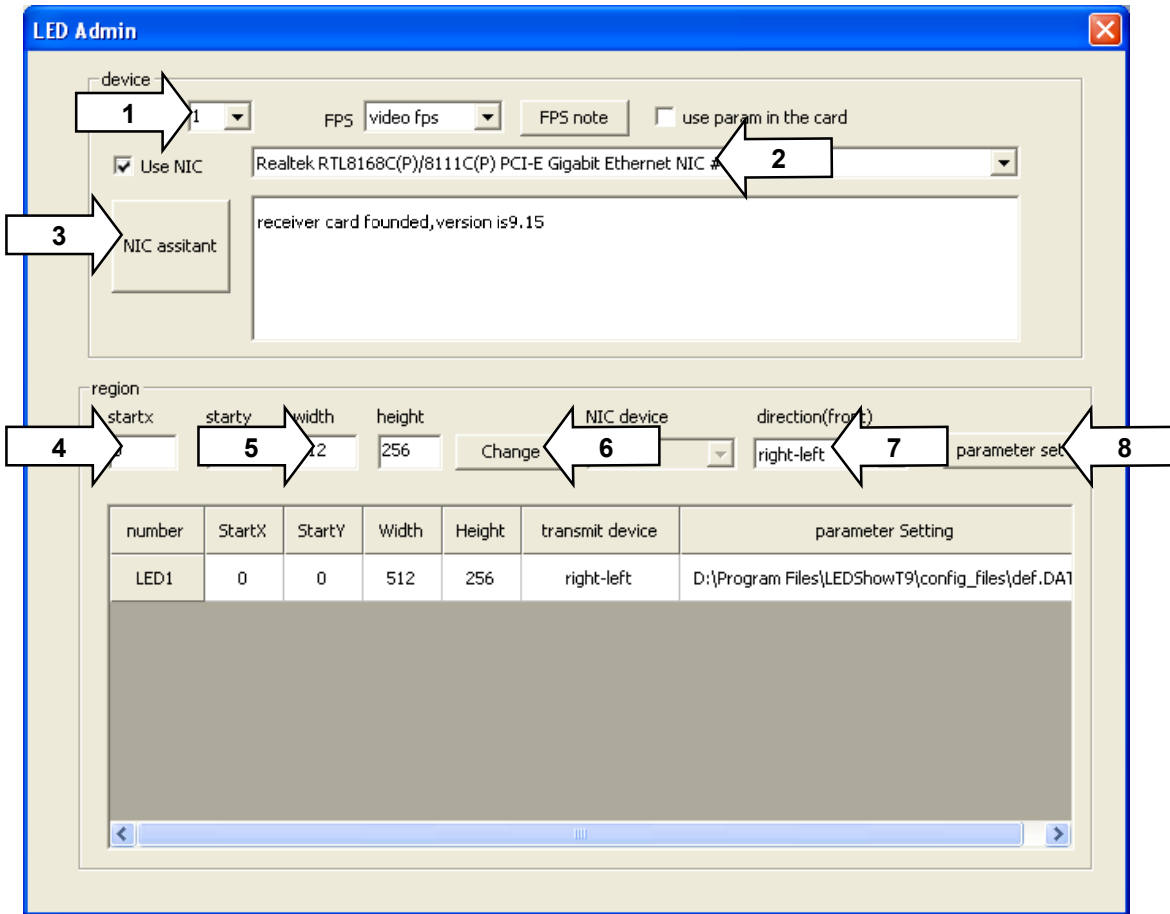 LED Admin
device
1 1 FPS video fps FPS note use param in the card
Use NIC Realtek RTL8168C(P)/8111C(P) PCI-E Gigabit Ethernet NIC # 2
3 NIC assitant receiver card founded,version is9.15
region
startx starty width height NIC device direction(front)
4 5 12 256 Change 6 right-left 7 parameter set 8
number StartX StartY Width Height transmit device parameter Setting
LED1 0 0 512 256 right-left D:\Program Files\LEDShowT9\config_files\def.DAT